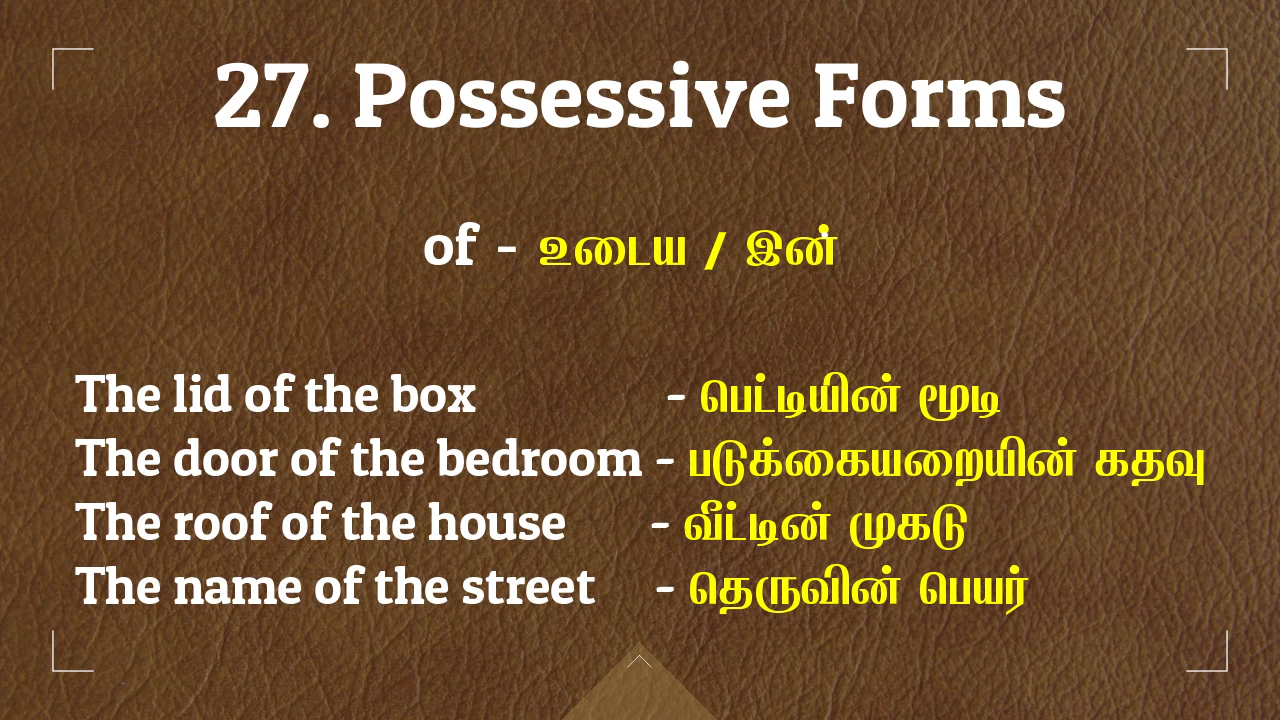 27. Possessive Forms
of - உடைய / இன்
The lid of the box - பெட்டியின் மூடி
The door of the bedroom - படுக்கையறையின் கதவு
The roof of the house - வீட்டின் முகடு
The name of the street - தெருவின் பெயர்